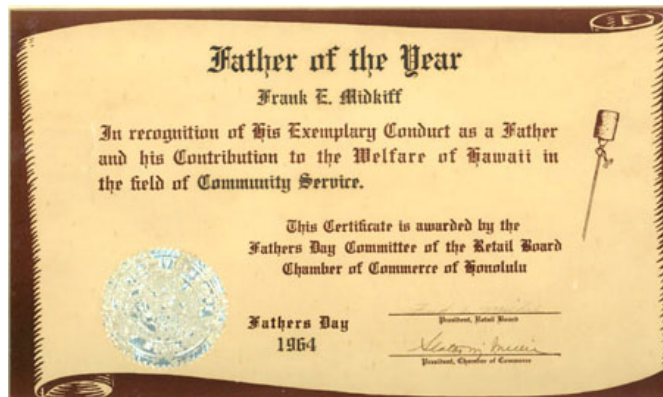 Father of the Year
Frank E. Midkiff
In recognition of His Exemplary Conduct as a Father
and his Contribution to the Welfare of Hawaii in
the field of Community Service.
This Certificate is awarded by the
Fathers Day Committee of the Retail Board
Chamber of Commerce of Honolulu
Fathers Day
1964
President, Retail Board
President, Chamber of Commerce